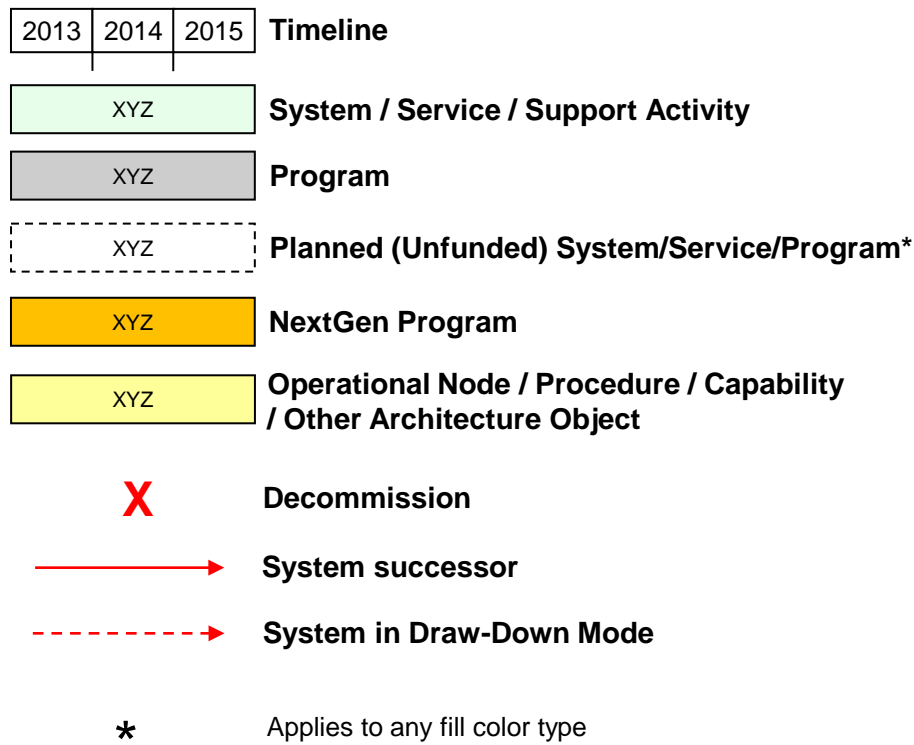 2013 2014 2015 Timeline
XYZ System / Service / Support Activity
XYZ Program
XYZ Planned (Unfunded) System/Service/Program*
XYZ NextGen Program
XYZ Operational Node / Procedure / Capability
/ Other Architecture Object
X Decommission
System successor
System in Draw-Down Mode
* Applies to any fill color type